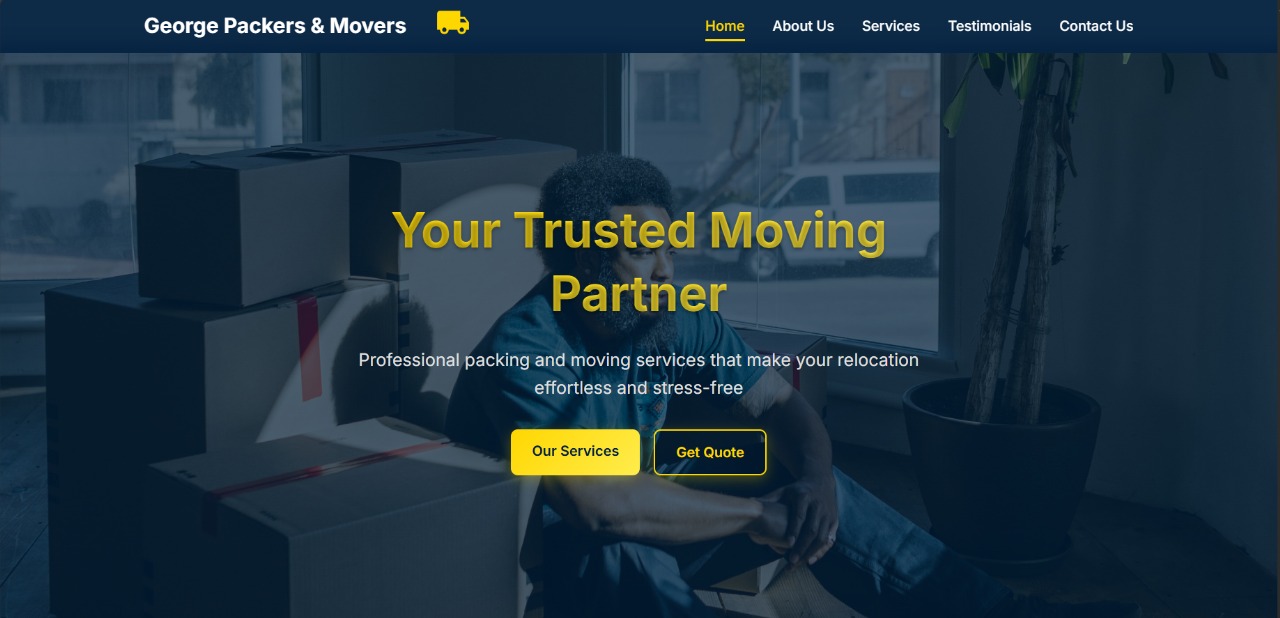 George Packers & Movers
Home About Us Services Testimonials Contact Us
Your Trusted Moving
Partner
Professional packing and moving services that make your relocation
effortless and stress-free
Our Services Get Quote